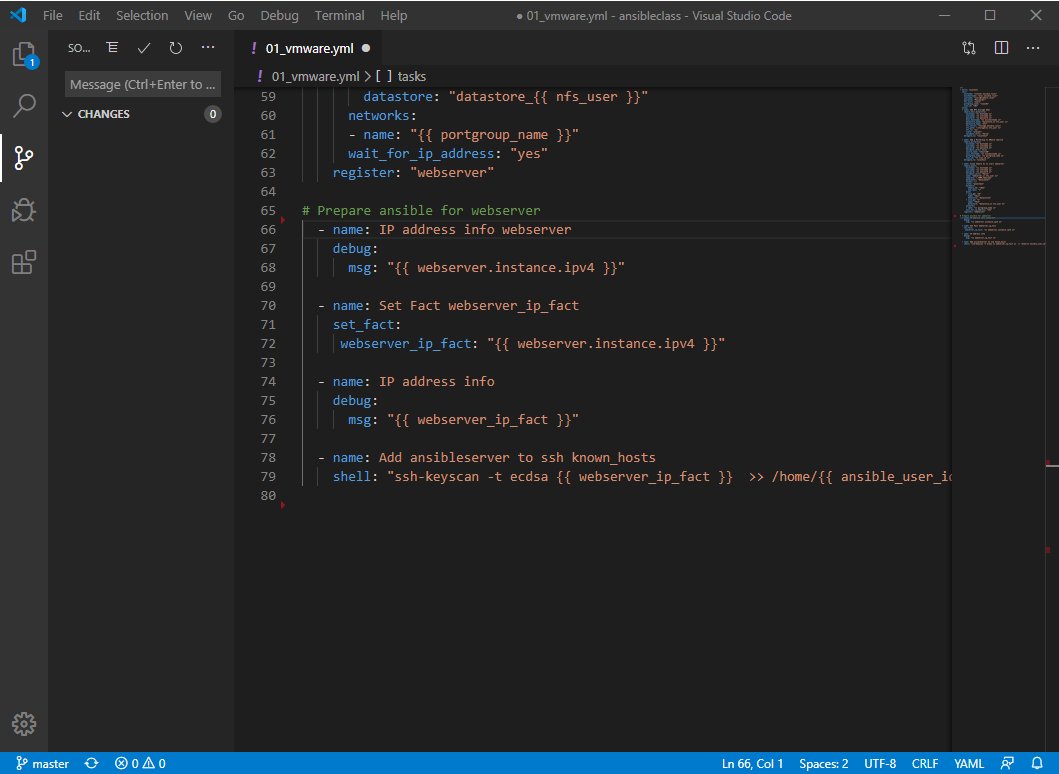 File Edit Selection View Go Debug Terminal Help ● 01_vmware.yml - ansibleclass - Visual Studio Code
1
SO...
Message (Ctrl+Enter to ...
CHANGES 0
! 01_vmware.yml ●
! 01_vmware.yml > [ ] tasks
59 datastore: "datastore_{{ nfs_user }}"
60 networks:
61 - name: "{{ portgroup_name }}"
62 wait_for_ip_address: "yes"
63 register: "webserver"
64
65 # Prepare ansible for webserver
66 - name: IP address info webserver
67 debug:
68 msg: "{{ webserver.instance.ipv4 }}"
69
70 - name: Set Fact webserver_ip_fact
71 set_fact:
72 webserver_ip_fact: "{{ webserver.instance.ipv4 }}"
73
74 - name: IP address info
75 debug:
76 msg: "{{ webserver_ip_fact }}"
77
78 - name: Add ansibleserver to ssh known_hosts
79 shell: "ssh-keyscan -t ecdsa {{ webserver_ip_fact }}  >> /home/{{ ansible_user_ic
80
master 0 0 Ln 66, Col 1 Spaces: 2 UTF-8 CRLF YAML